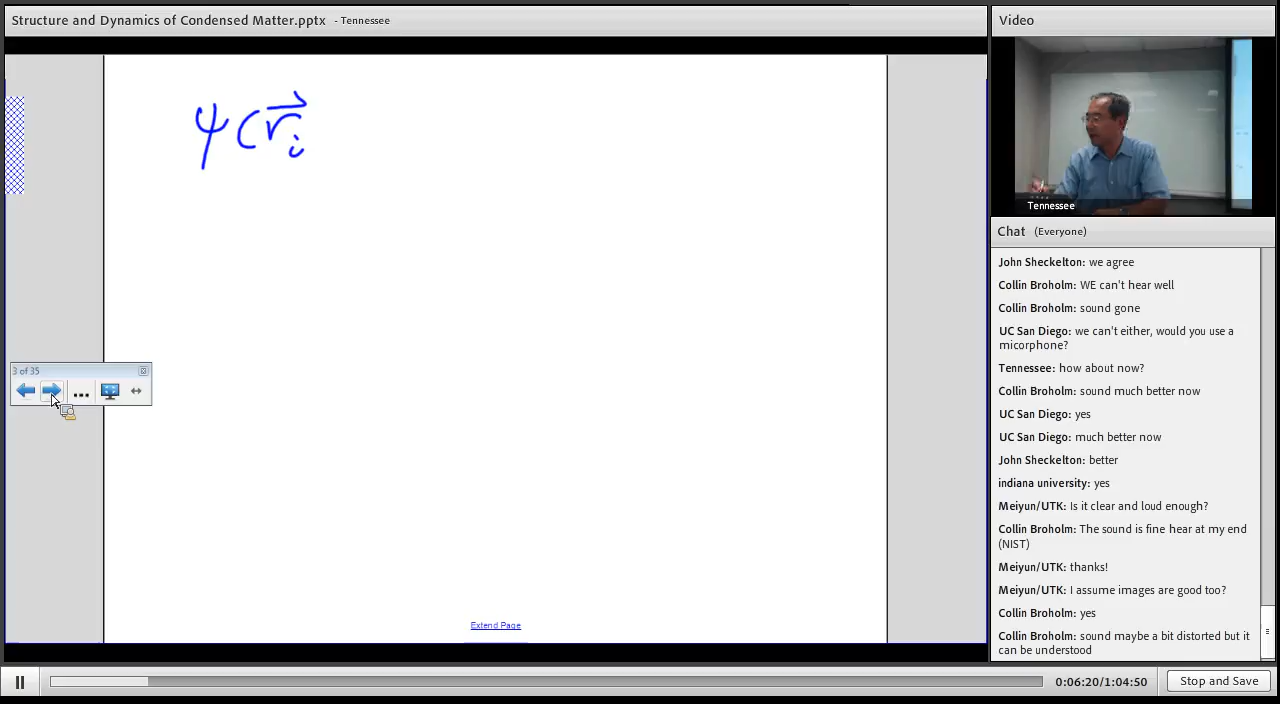 Structure and Dynamics of Condensed Matter.pptx - Tennessee
ψ(r⃗ᵢ
3 of 35
Extend Page
Video
Tennessee
Chat (Everyone)
John Sheckelton: we agree
Collin Broholm: WE can't hear well
Collin Broholm: sound gone
UC San Diego: we can't either, would you use a
micorphone?
Tennessee: how about now?
Collin Broholm: sound much better now
UC San Diego: yes
UC San Diego: much better now
John Sheckelton: better
indiana university: yes
Meiyun/UTK: Is it clear and loud enough?
Collin Broholm: The sound is fine hear at my end
(NIST)
Meiyun/UTK: thanks!
Meiyun/UTK: I assume images are good too?
Collin Broholm: yes
Collin Broholm: sound maybe a bit distorted but it
can be understood
0:06:20/1:04:50
Stop and Save